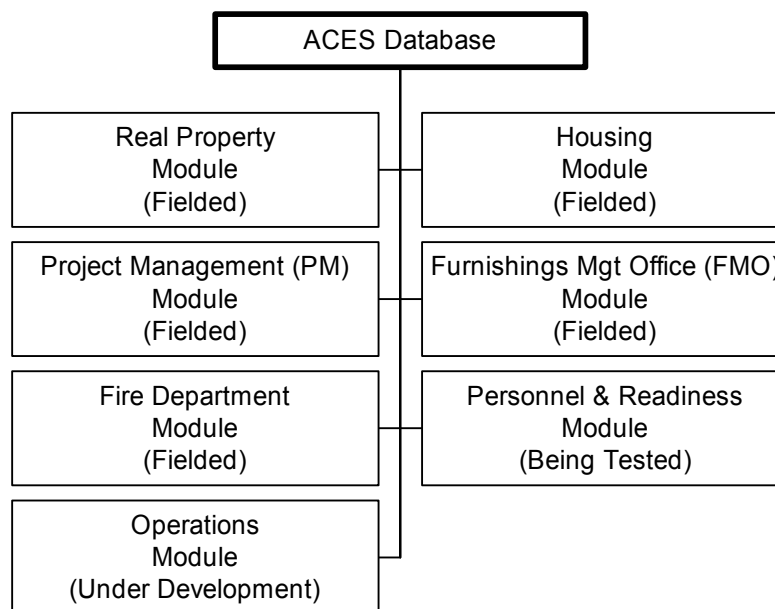 ACES Database
Real Property
Module
(Fielded)
Housing
Module
(Fielded)
Project Management (PM)
Module
(Fielded)
Furnishings Mgt Office (FMO)
Module
(Fielded)
Fire Department
Module
(Fielded)
Personnel & Readiness
Module
(Being Tested)
Operations
Module
(Under Development)